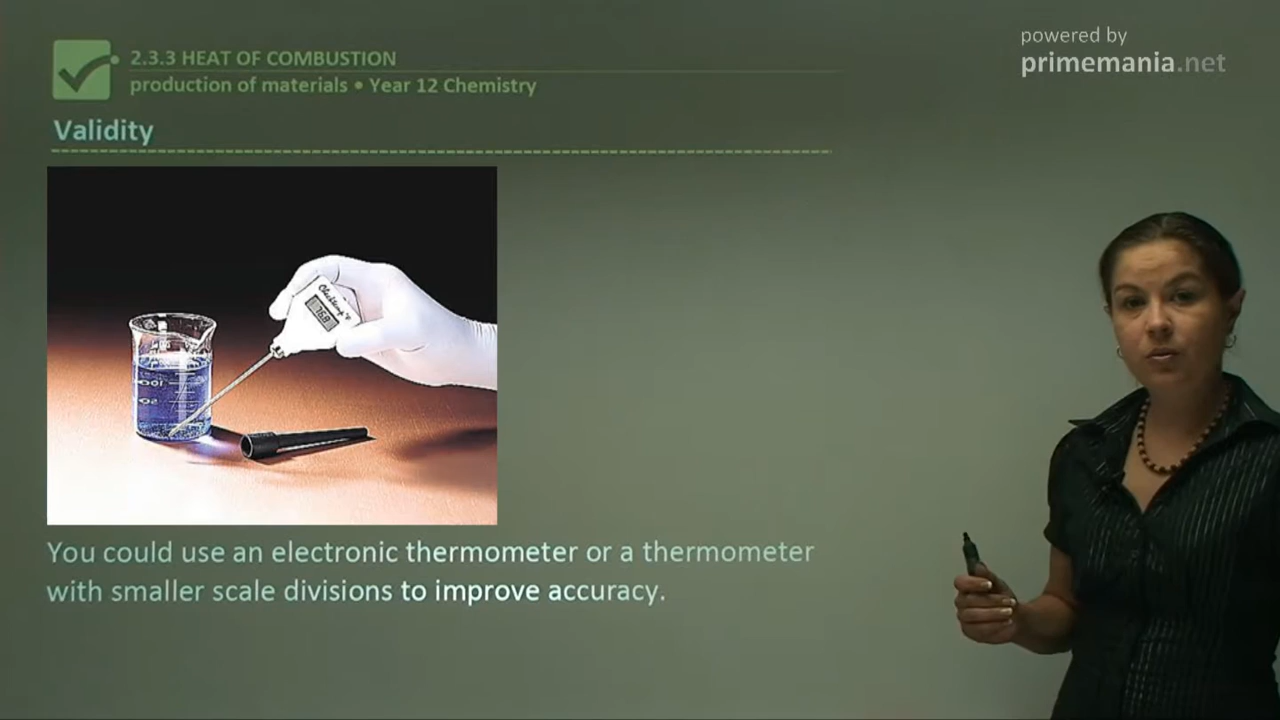 powered by
primemania.net
2.3.3 HEAT OF COMBUSTION
production of materials • Year 12 Chemistry
Validity
You could use an electronic thermometer or a thermometer
with smaller scale divisions to improve accuracy.